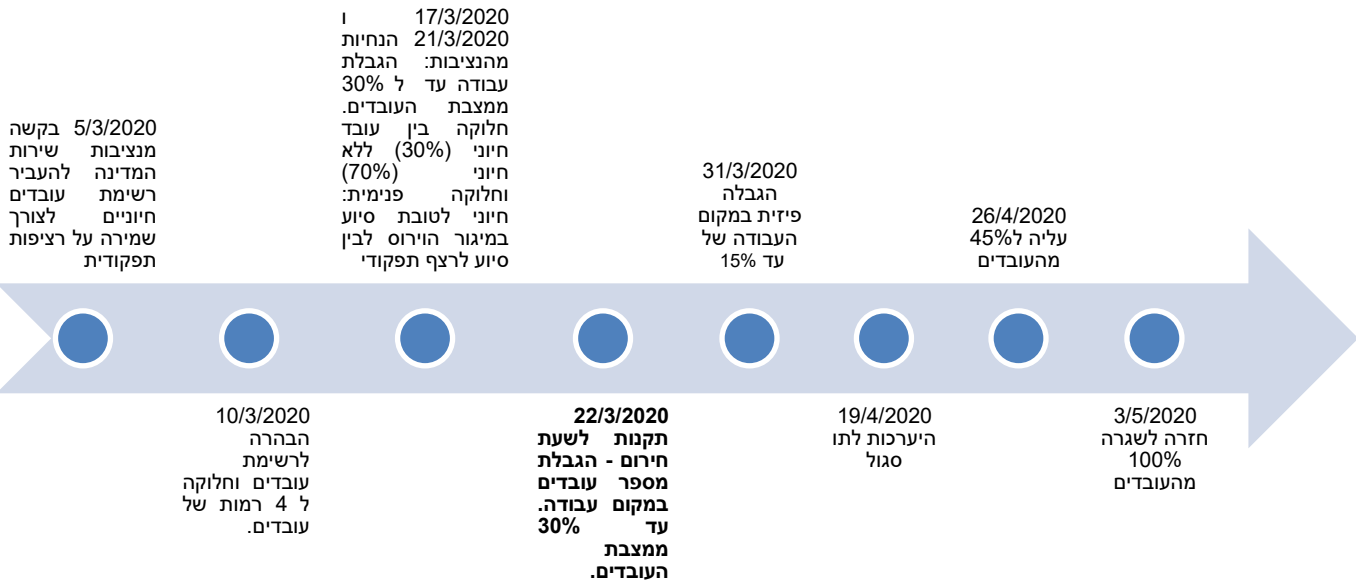 5/3/2020 בקשה
מנציבות שירות
המדינה להעביר
רשימת עובדים
חיוניים לצורך
שמירה על רציפות
תפקודית
10/3/2020
הבהרה
לרשימת
עובדים וחלוקה
ל 4 רמות של
עובדים.
17/3/2020 ו
21/3/2020 הנחיות
מהנציבות: הגבלת
עבודה עד ל 30%
ממצבת העובדים.
חלוקה בין עובד
חיוני (30%) ללא
חיוני (70%)
וחלוקה פנימית:
חיוני לטובת סיוע
במיגור הוירוס לבין
סיוע לרצף תפקודי
22/3/2020
תקנות לשעת
חירום - הגבלת
מספר עובדים
במקום עבודה.
עד 30%
ממצבת
העובדים.
31/3/2020
הגבלה
פיזית במקום
העבודה של
עד 15%
19/4/2020
היערכות לתו
סגול
26/4/2020
עליה ל45%
מהעובדים
3/5/2020
חזרה לשגרה
100%
מהעובדים